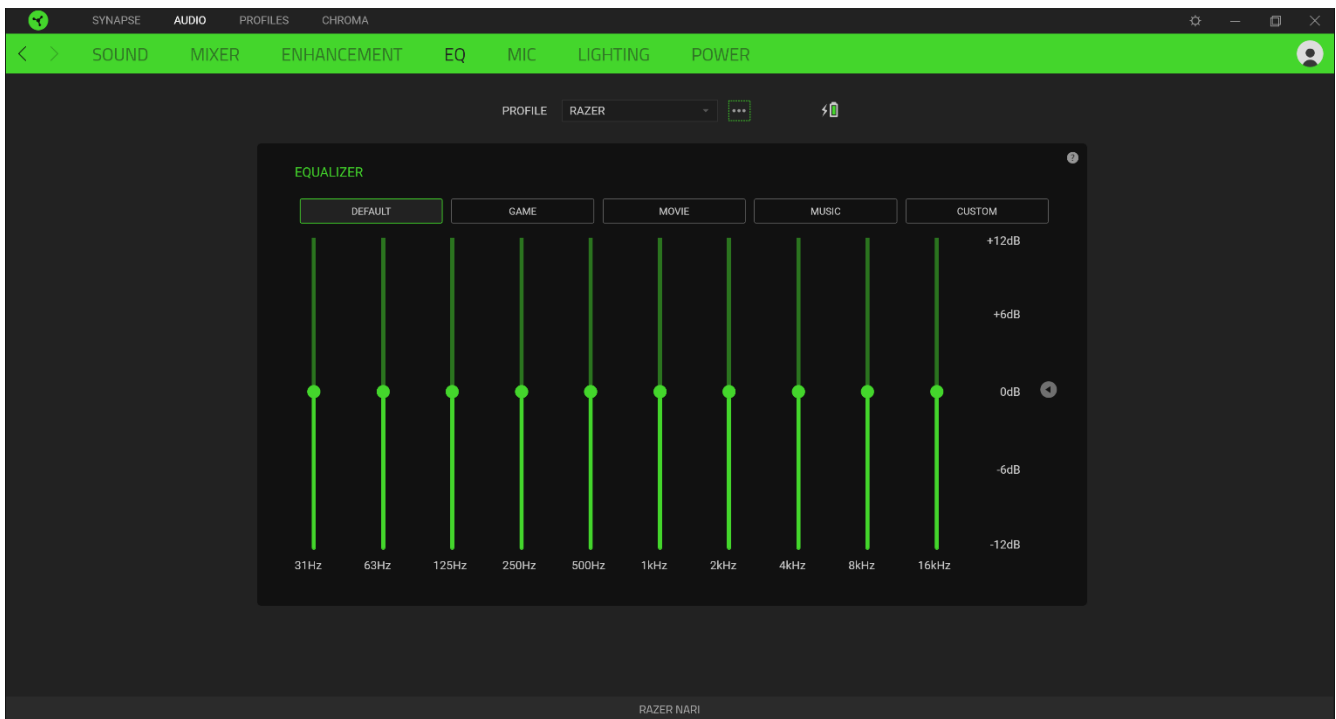 SYNAPSE AUDIO PROFILES CHROMA
SOUND MIXER ENHANCEMENT EQ MIC LIGHTING POWER
PROFILE RAZER
EQUALIZER
DEFAULT GAME MOVIE MUSIC CUSTOM
+12dB
+6dB
0dB
-6dB
-12dB
31Hz 63Hz 125Hz 250Hz 500Hz 1kHz 2kHz 4kHz 8kHz 16kHz
RAZER NARI